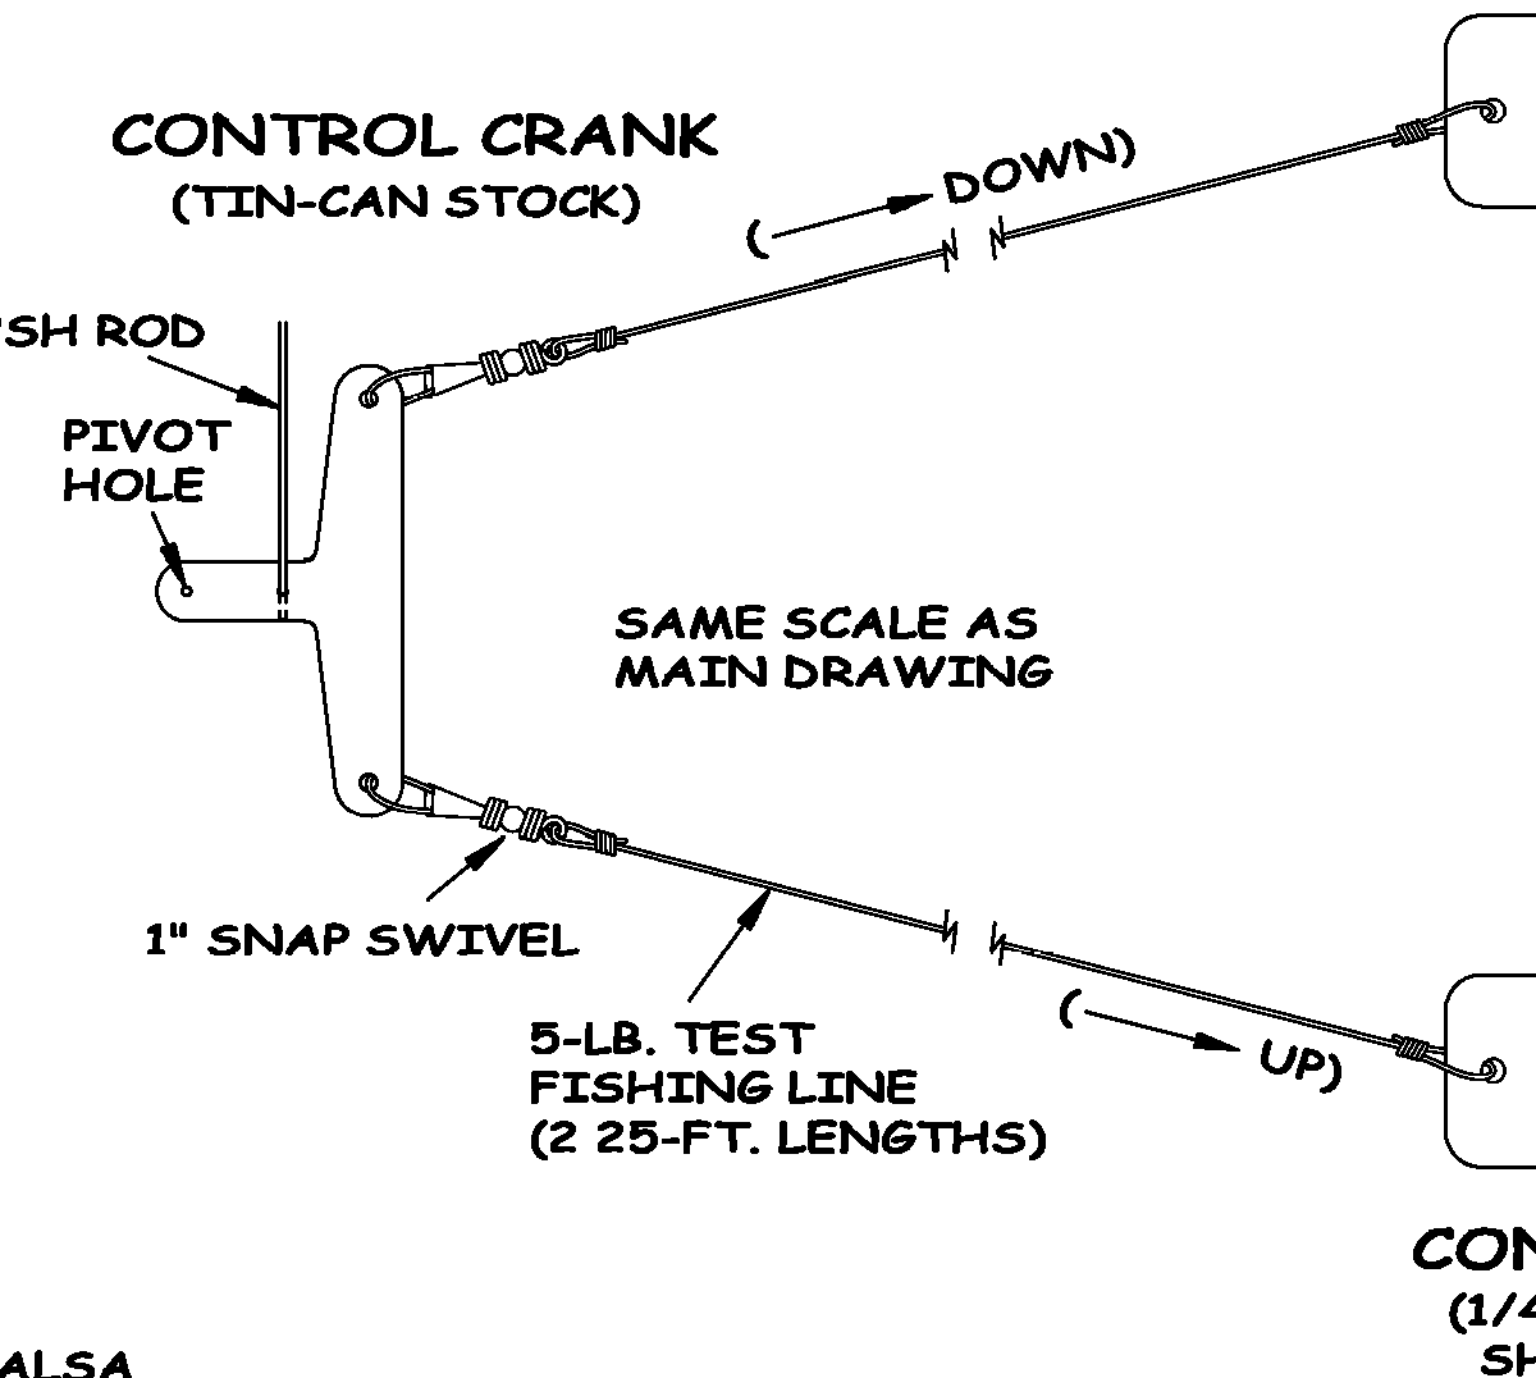 CONTROL CRANK
(TIN-CAN STOCK)
( DOWN)
SH ROD
PIVOT
HOLE
SAME SCALE AS
MAIN DRAWING
1" SNAP SWIVEL
5-LB. TEST
FISHING LINE
(2 25-FT. LENGTHS)
( UP)
CON
(1/4
SH
ALSA